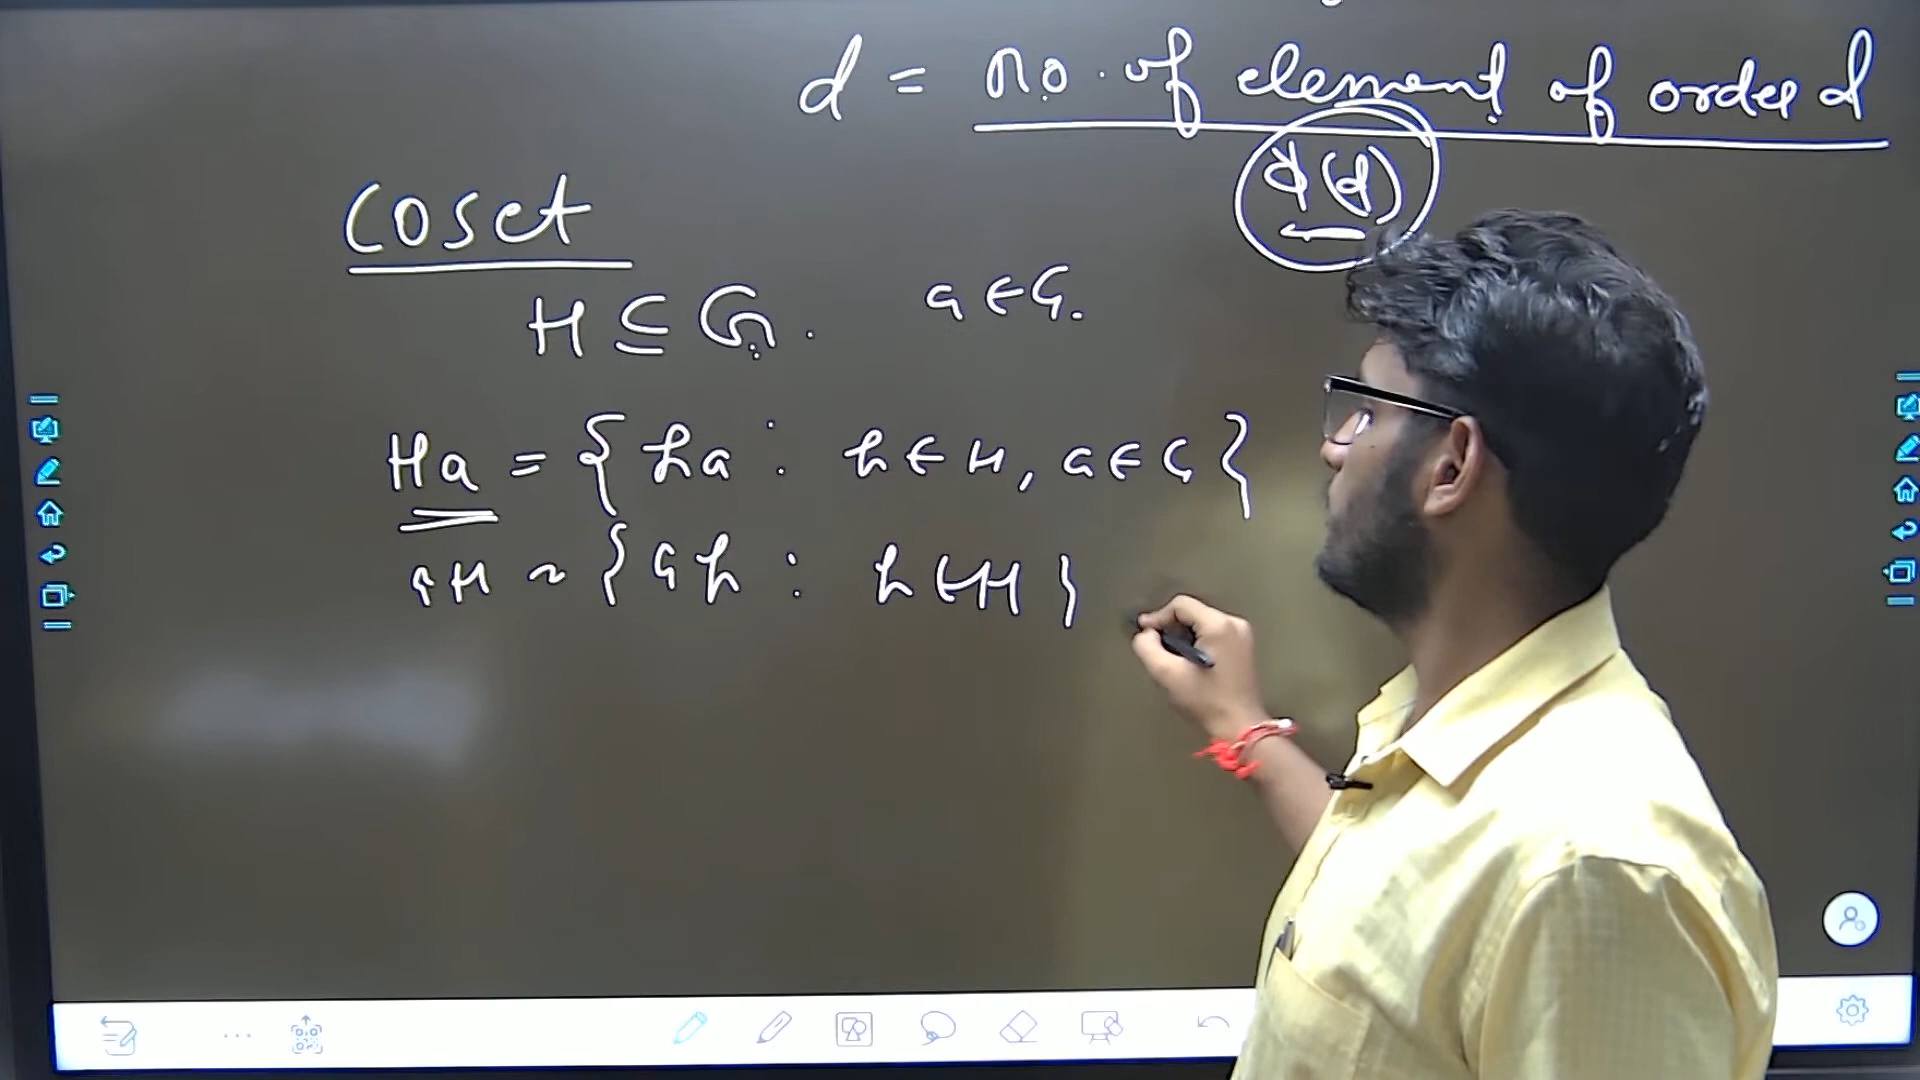 d = no. of element of order d
φ(d)
Coset
H ⊆ G. a ∈ G.
Ha = { ha : h ∈ H, a ∈ G }
aH = { ah : h ∈ H }